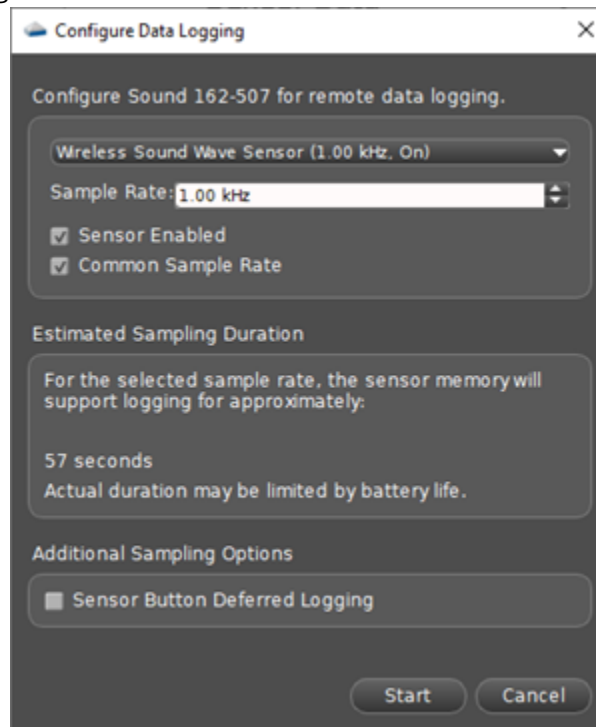 Configure Data Logging
Configure Sound 162-507 for remote data logging.
Wireless Sound Wave Sensor (1.00 kHz, On)
Sample Rate: 1.00 kHz
Sensor Enabled
Common Sample Rate
Estimated Sampling Duration
For the selected sample rate, the sensor memory will
support logging for approximately:
57 seconds
Actual duration may be limited by battery life.
Additional Sampling Options
Sensor Button Deferred Logging
Start Cancel